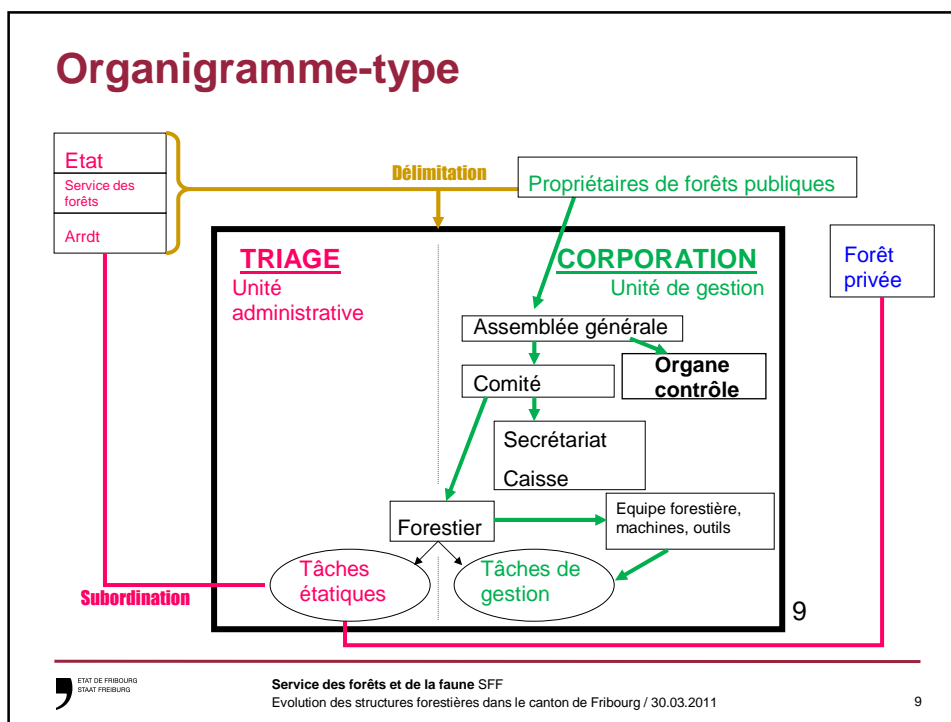 Organigramme-type
Etat
Service des
forêts
Arrdt
Délimitation
Propriétaires de forêts publiques
TRIAGE
Unité
administrative
CORPORATION
Unité de gestion
Forêt
privée
Assemblée générale
Organe
contrôle
Comité
Secrétariat
Caisse
Forestier
Equipe forestière,
machines, outils
Tâches
étatiques
Tâches de
gestion
Subordination
9
ETAT DE FRIBOURG
STAAT FREIBURG
Service des forêts et de la faune SFF
Evolution des structures forestières dans le canton de Fribourg / 30.03.2011
9